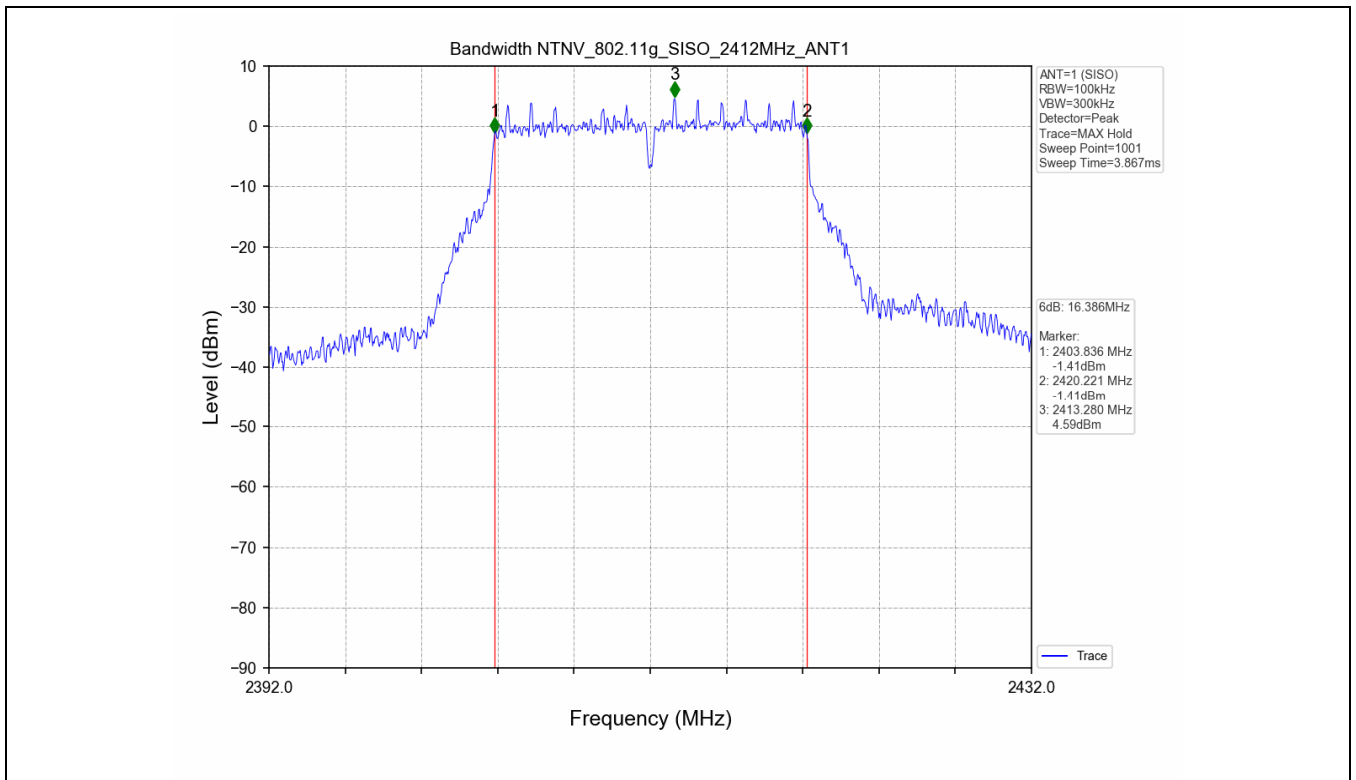 Bandwidth NTNV_802.11g_SISO_2412MHz_ANT1
10
0
−10
−20
−30
−40
−50
−60
−70
−80
−90
Level (dBm)
1
3
2
2392.0
2432.0
Frequency (MHz)
ANT=1 (SISO)
RBW=100kHz
VBW=300kHz
Detector=Peak
Trace=MAX Hold
Sweep Point=1001
Sweep Time=3.867ms
6dB: 16.386MHz
Marker:
1: 2403.836 MHz
-1.41dBm
2: 2420.221 MHz
-1.41dBm
3: 2413.280 MHz
4.59dBm
Trace